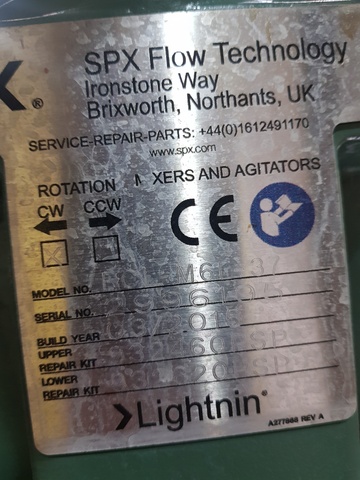 SPX Flow Technology
Ironstone Way
Brixworth, Northants, UK
®
SERVICE-REPAIR-PARTS: +44(0)1612491170
www.spx.com
ROTATION
XERS AND AGITATORS
CW CCW
CE
MODEL NO.
SERIAL NO.
BUILD YEAR
UPPER
REPAIR KIT
LOWER
REPAIR KIT
Lightnin®
A277966 REV A